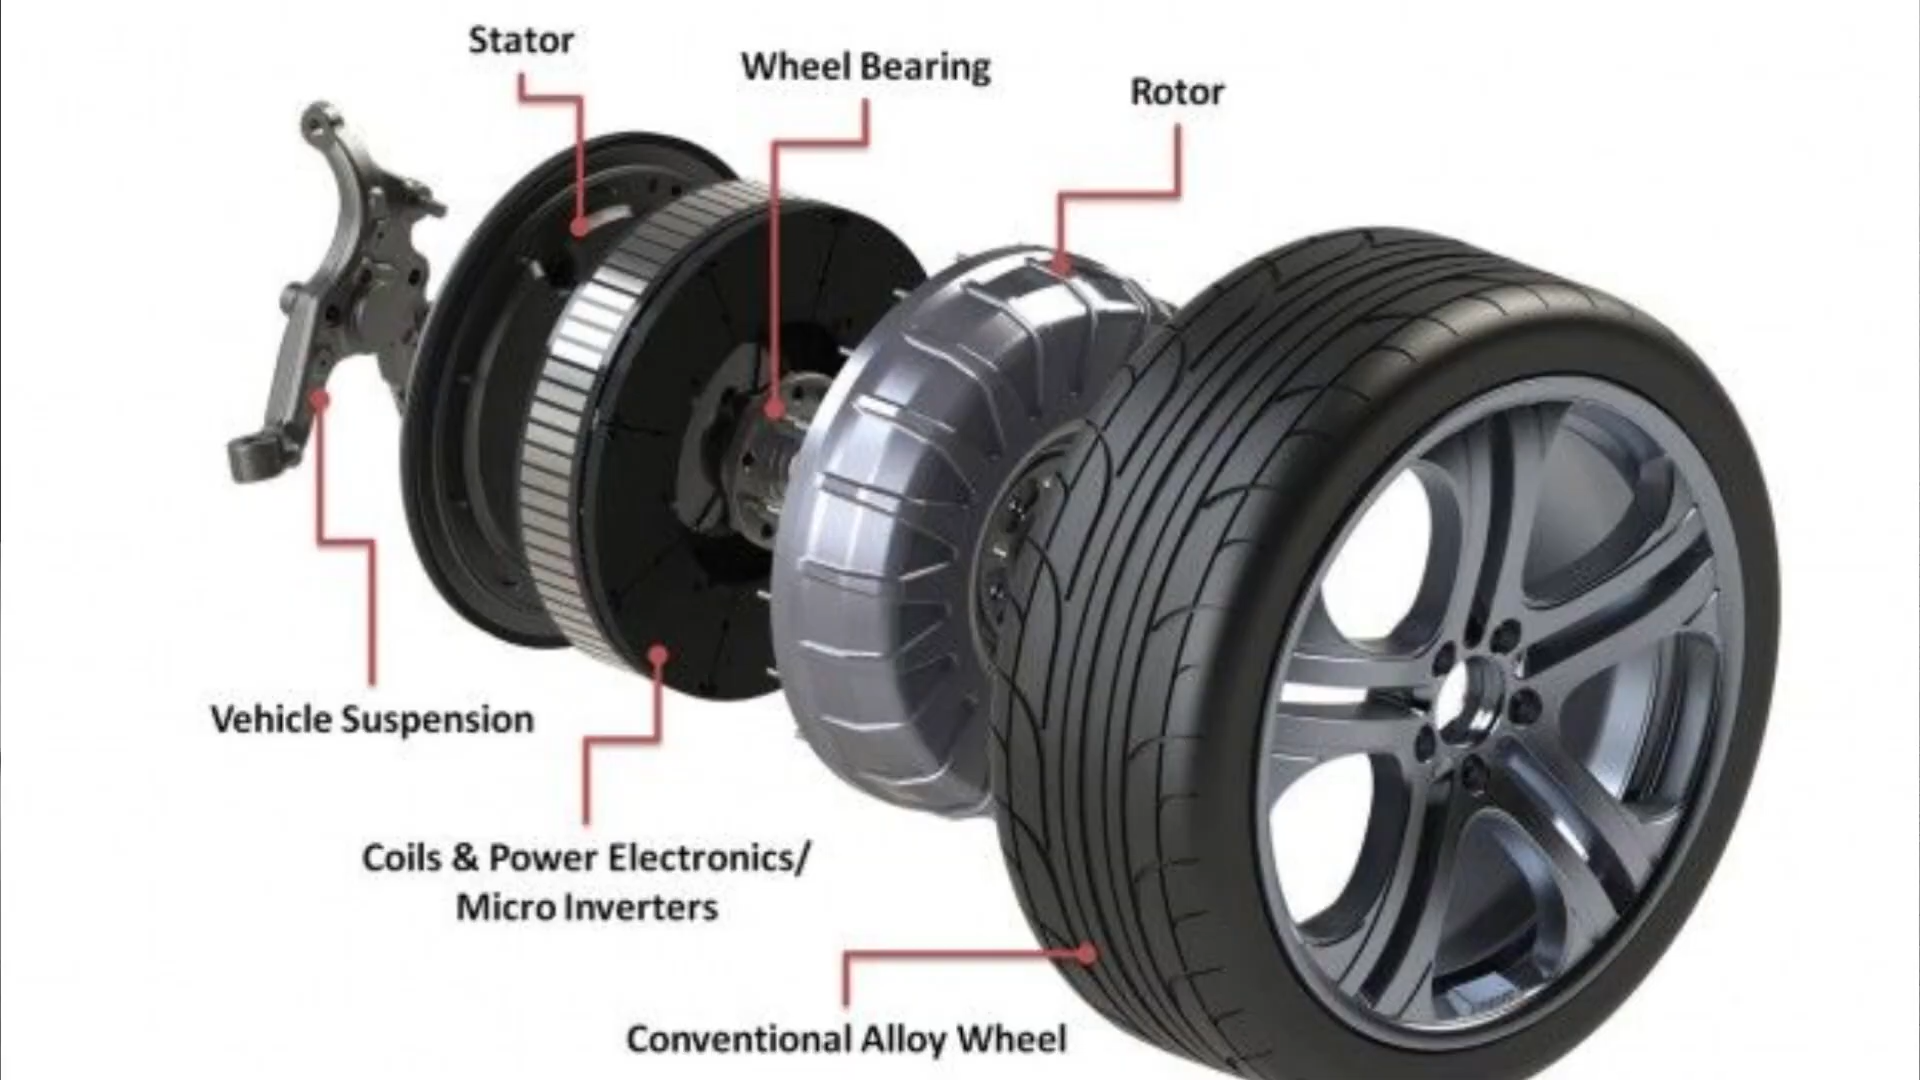 Stator
Wheel Bearing
Rotor
Vehicle Suspension
Coils & Power Electronics/
Micro Inverters
Conventional Alloy Wheel